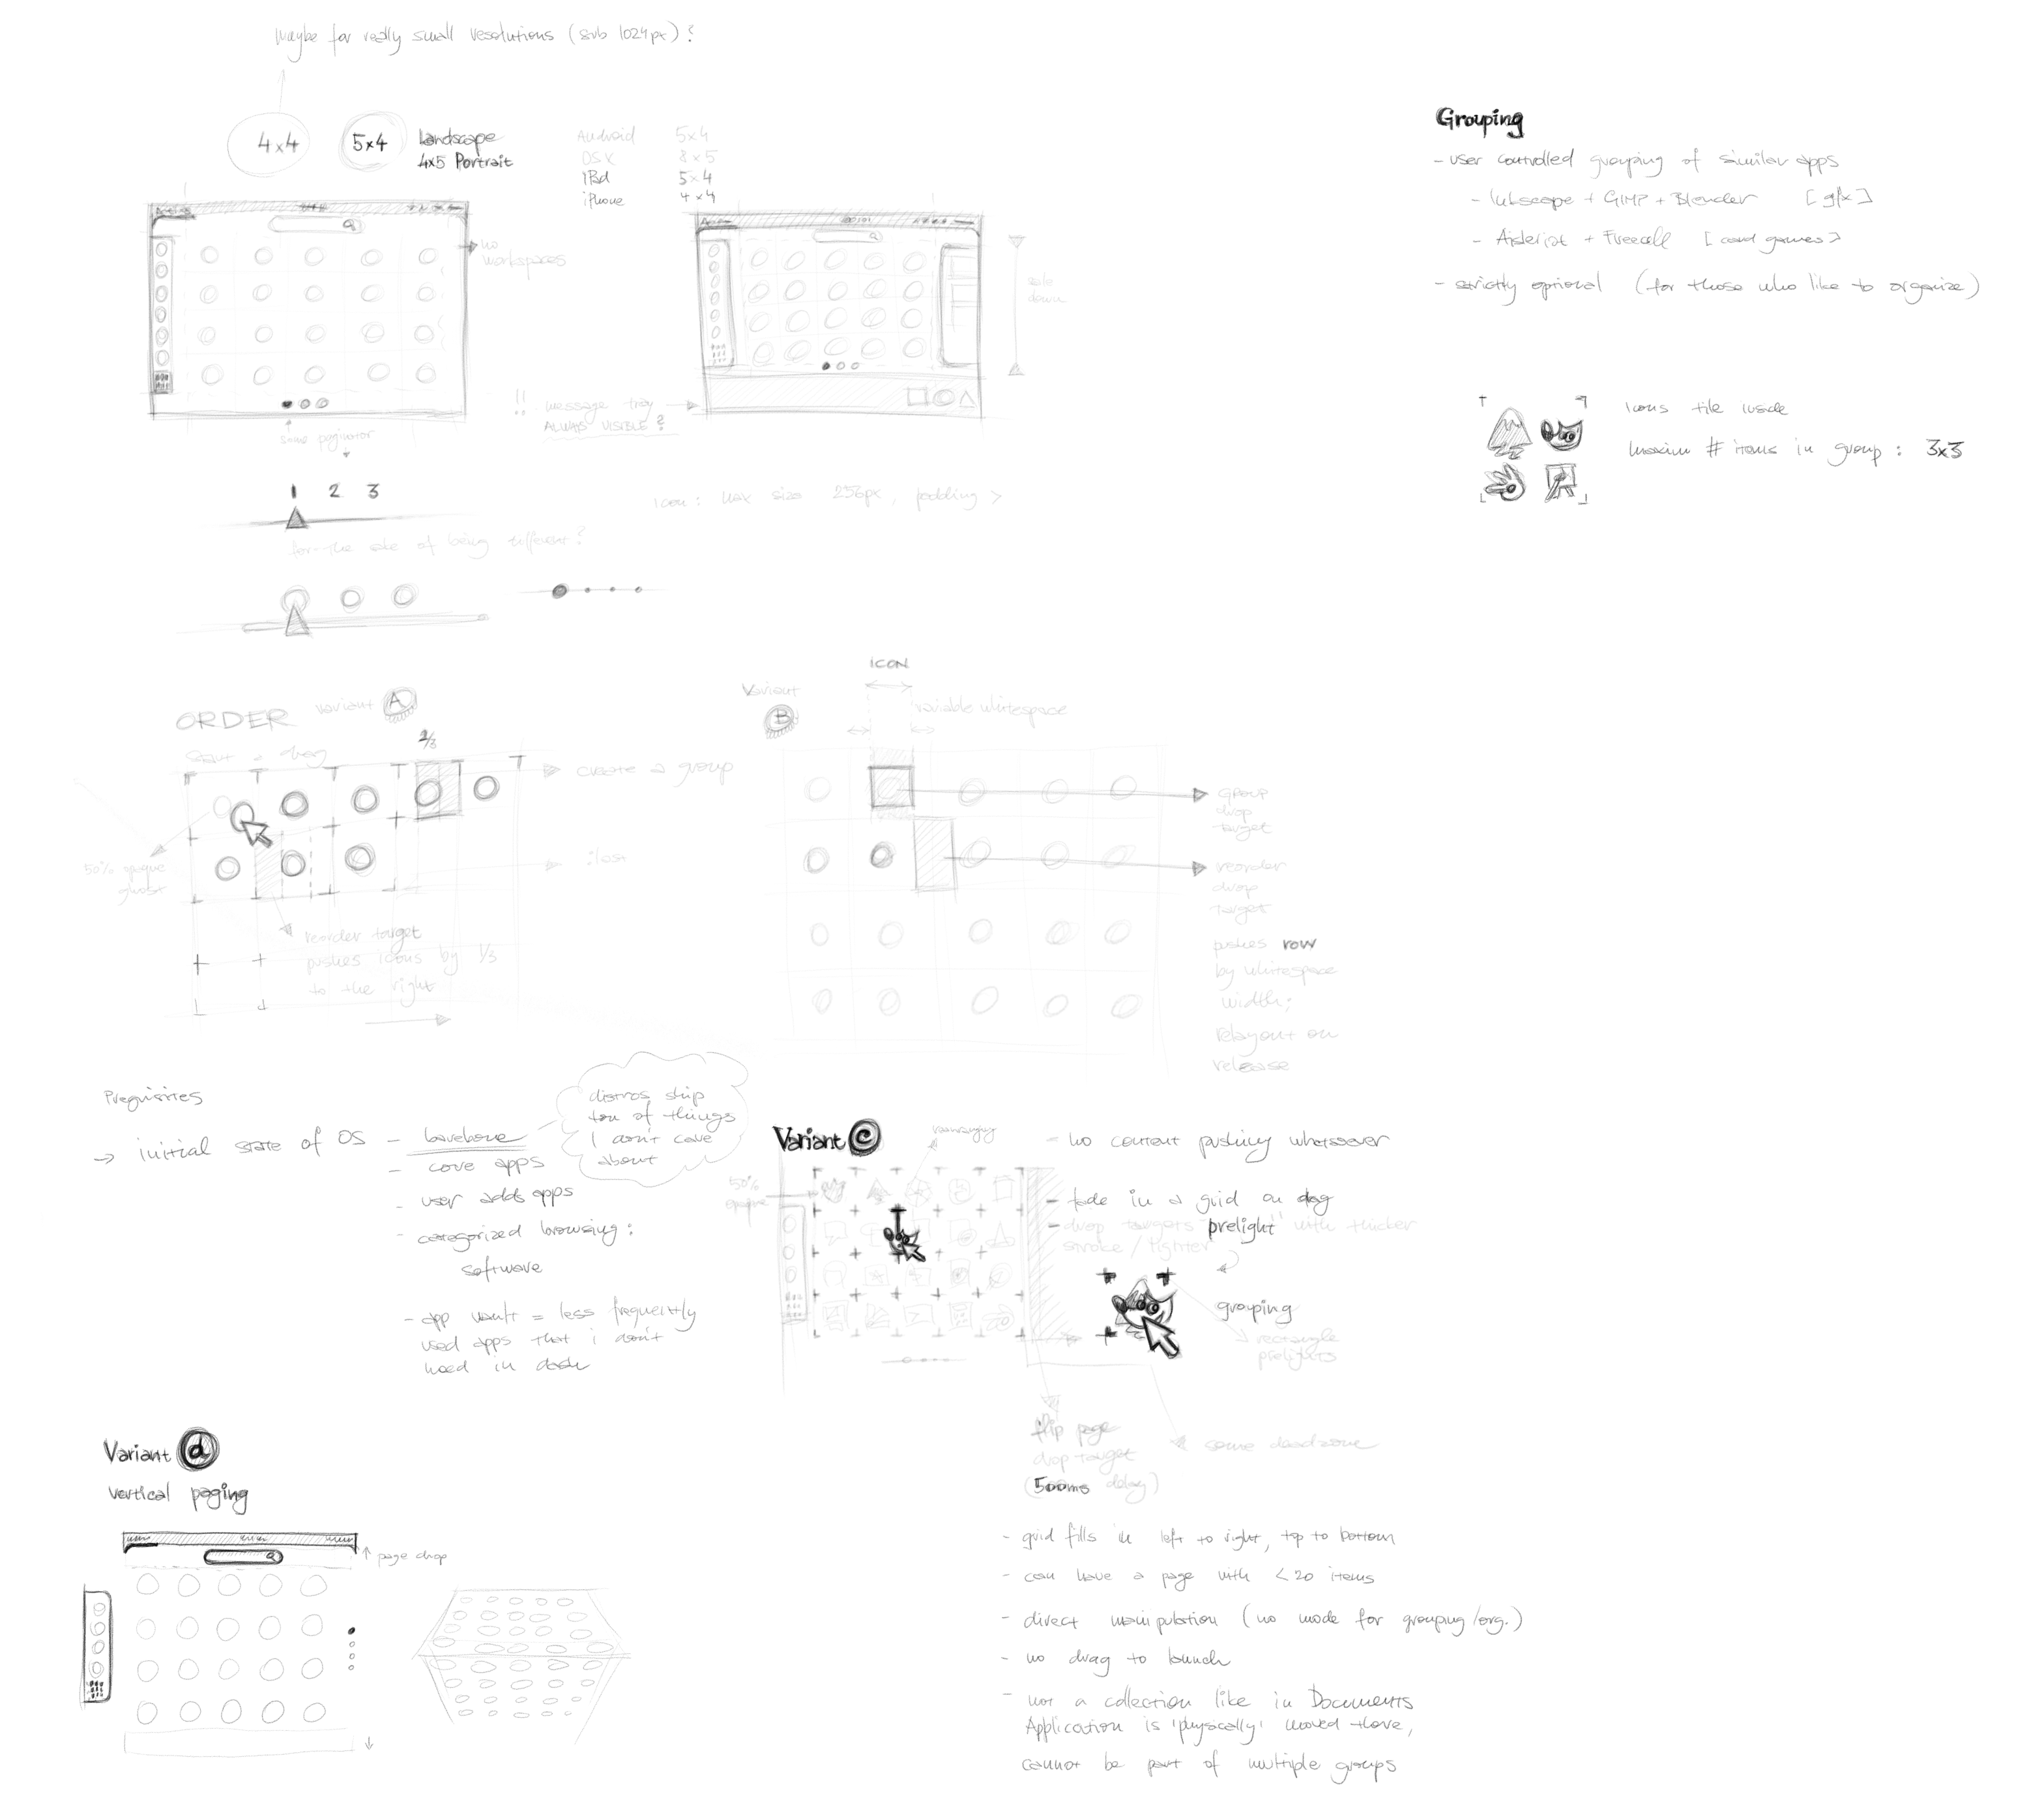 Maybe for really small resolutions (sub 1024px)?
4x4
5x4
Landscape
4x5 Portrait
Android 5x4
OSX 8x5
iPad 5x4
iPhone 4x4
no
workspaces
scale
down
!! message tray
ALWAYS VISIBLE?
some paginator
1 2 3
for the sake of being different?
icon: max size 256px, padding >
Grouping
- user controlled grouping of similar apps
- Inkscape + GIMP + Blender [gfx]
- Aisleriot + Freecell [card games]
- strictly optional (for those who like to organize)
icons tile inside
maxim # items in group: 3x3
ORDER variant A
start a drag
2/3
create a group
50% opaque
ghost
reorder target
pushes icons by 1/3
to the right
Variant
B
ICON
variable whitespace
group
drop
target
reorder
drop
target
pushes row
by whitespace
width;
relayout on
release
→ initial state of OS - barebone
- core apps
- user adds apps
- categorized browsing:
software
- app vault = less frequently
used apps that i don't
need in dash
distros ship
ton of things
I don't care
about
Variant C
rearranging
50%
opaque
- no content pushing whatsoever
- fade in a grid on drag
- drop targets 'prelight' with thicker
stroke / tighter
grouping
rectangle
prelights
flip page
drop target
(500ms delay)
some deadzone
- grid fills in left to right, top to bottom
- can have a page with <20 items
- direct manipulation (no mode for grouping/org.)
- no drag to launch
- not a collection like in Documents
Application is 'physically' moved there,
cannot be part of multiple groups
Variant d
vertical paging
page drop